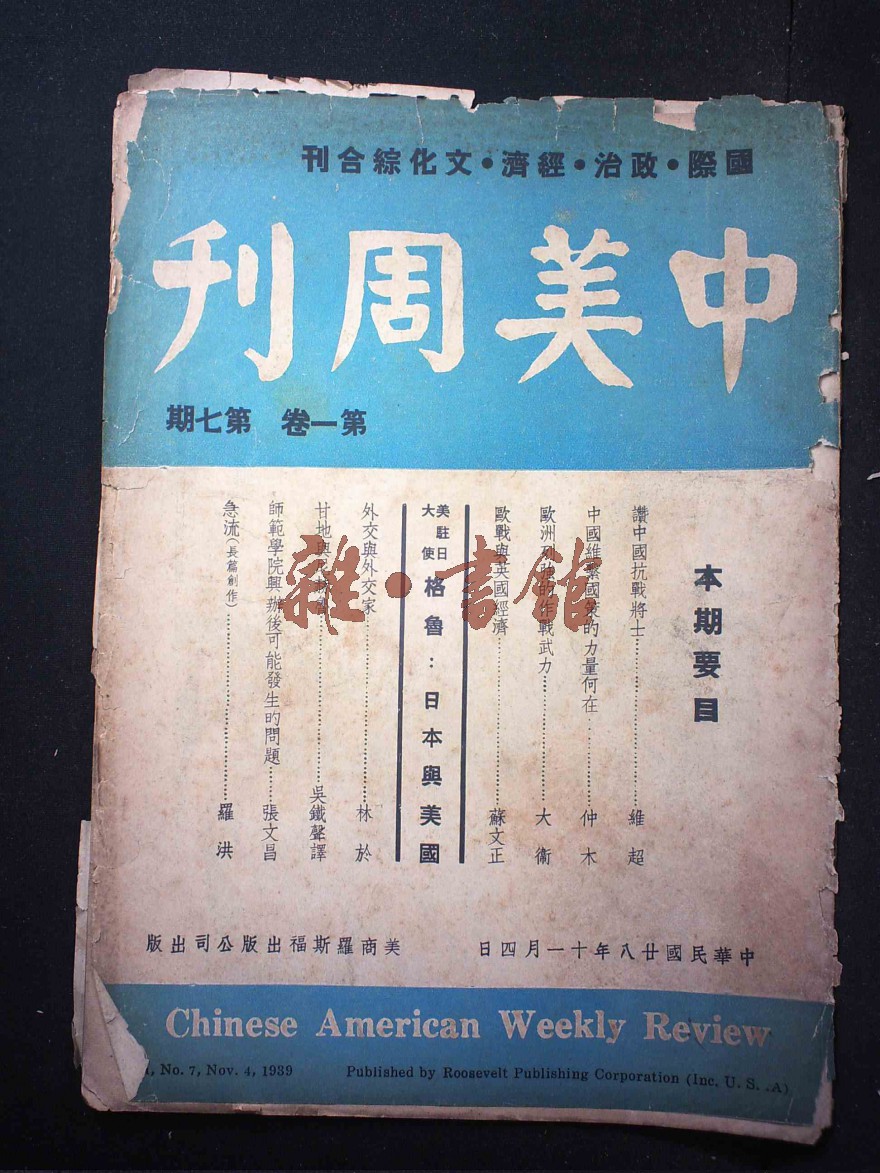 國際·政治·經濟·文化綜合刊
中美周刊
第一卷 第七期
本期要目
讚中國抗戰將士 維超
中國維繫國策的力量何在 仲木
歐洲列強的作戰武力 大衞
歐戰與英國經濟 蘇文正
美駐日大使 格魯:日本與美國
外交與外交家 林於
甘地與 吳鐵聲譯
師範學院興辦後可能發生的問題 張文昌
急流(長篇創作) 羅洪
中華民國廿八年十一月四日 美商羅斯福出版公司出版
Chinese American Weekly Review
, No. 7, Nov. 4, 1939 Published by Roosevelt Publishing Corporation (Inc. U. S. .A)
雜·書館